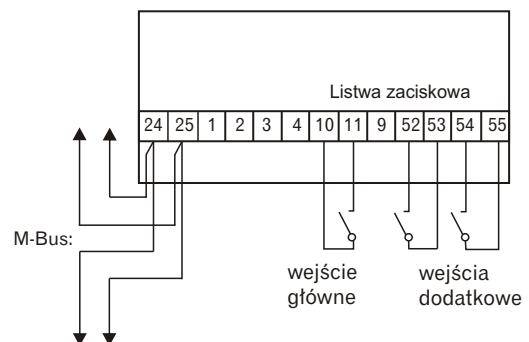 Listwa zaciskowa
24 25 1 2 3 4 10 11 9 52 53 54 55
M-Bus:
wejście
główne
wejścia
dodatkowe